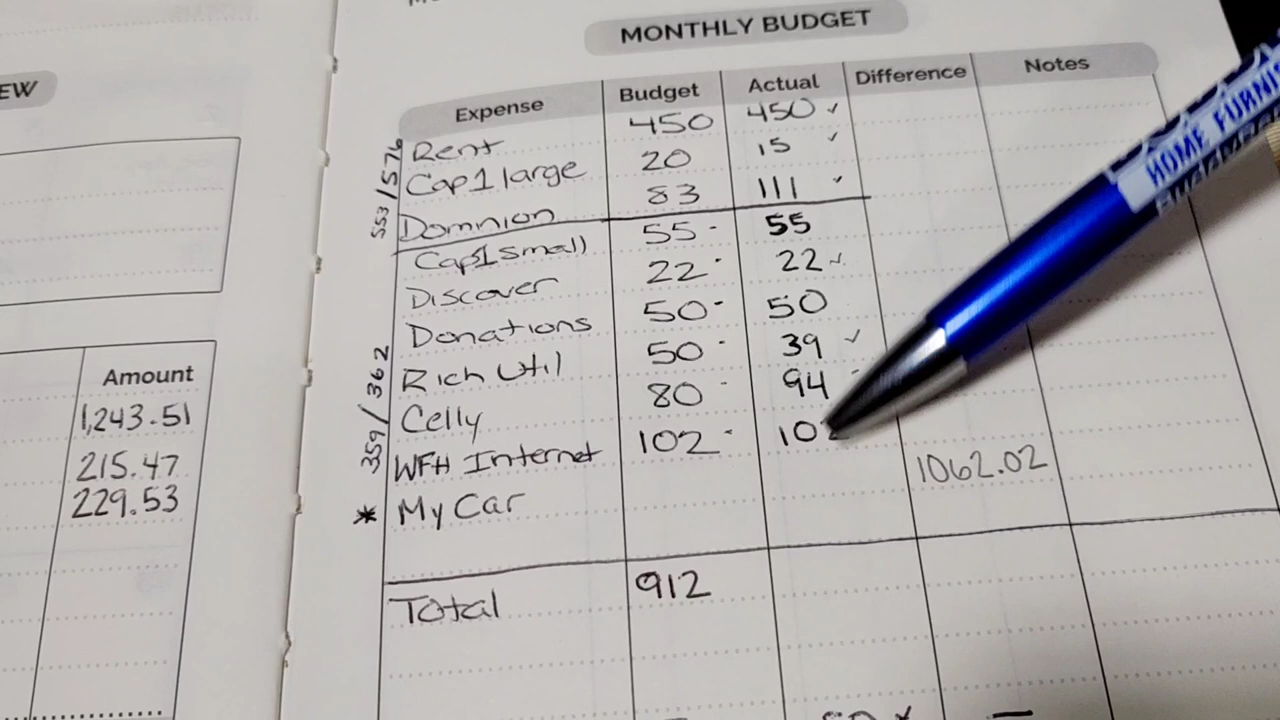 EW
Amount
1,243.51
215.47
229.53
MONTHLY BUDGET
Expense Budget Actual Difference Notes
Rent 450 450 ✓
Cap1 large 20 15 ✓
Domnion 83 111 ✓
553/576
Cap1 small 55 - 55
Discover 22 - 22 ✓
Donations 50 - 50
Rich Util 50 - 39 ✓
Celly 80 - 94
WFH Internet 102 - 102
359/362
* My Car 1062.02
Total 912
HOME FURNI